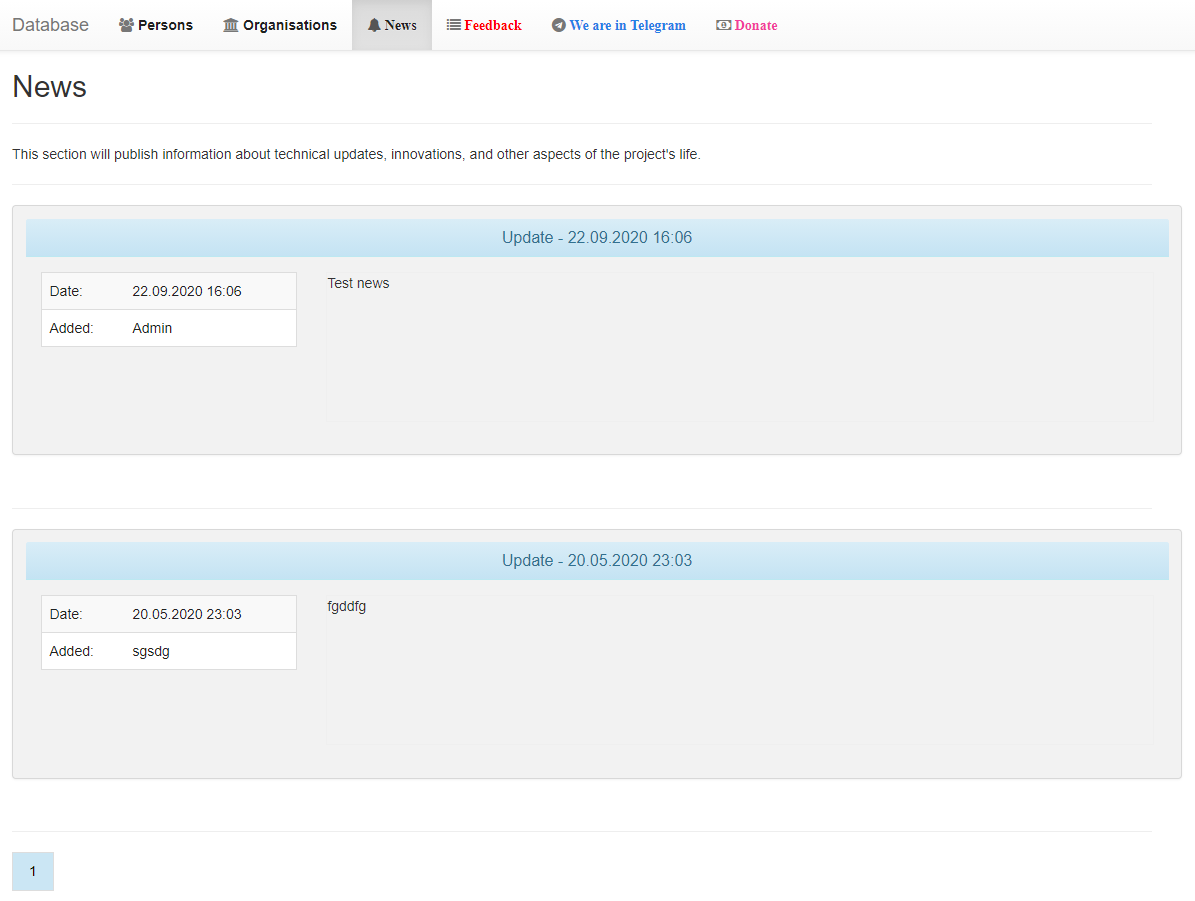 Database Persons Organisations News Feedback We are in Telegram Donate
News
This section will publish information about technical updates, innovations, and other aspects of the project's life.
Update - 22.09.2020 16:06
Date: 22.09.2020 16:06
Test news
Added: Admin
Update - 20.05.2020 23:03
Date: 20.05.2020 23:03
fgddfg
Added: sgsdg
1